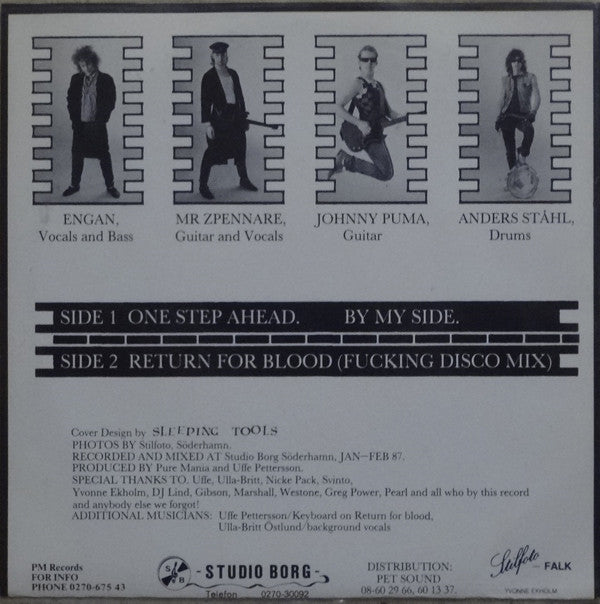 ENGAN,
Vocals and Bass
MR ZPENNARE,
Guitar and Vocals
JOHNNY PUMA,
Guitar
ANDERS STÅHL,
Drums
SIDE 1 ONE STEP AHEAD. BY MY SIDE.
SIDE 2 RETURN FOR BLOOD (FUCKING DISCO MIX)
Cover Design by SLEEPING TOOLS
PHOTOS BY Stilfoto, Söderhamn.
RECORDED AND MIXED AT Studio Borg Söderhamn, JAN—FEB 87.
PRODUCED BY Pure Mania and Uffe Pettersson.
SPECIAL THANKS TO. Uffe, Ulla-Britt, Nicke Pack, Svinto,
Yvonne Ekholm, DJ Lind, Gibson, Marshall, Westone, Greg Power, Pearl and all who by this record
and anybody else we forgot!
ADDITIONAL MUSICIANS: Uffe Pettersson/Keyboard on Return for blood,
Ulla-Britt Östlund/background vocals
PM Records
FOR INFO
PHONE 0270-675 43
S/B
- STUDIO BORG -
Telefon 0270-30092
DISTRIBUTION:
PET SOUND
08-60 29 66, 60 13 37.
Stilfoto — FALK
YVONNE EKHOLM